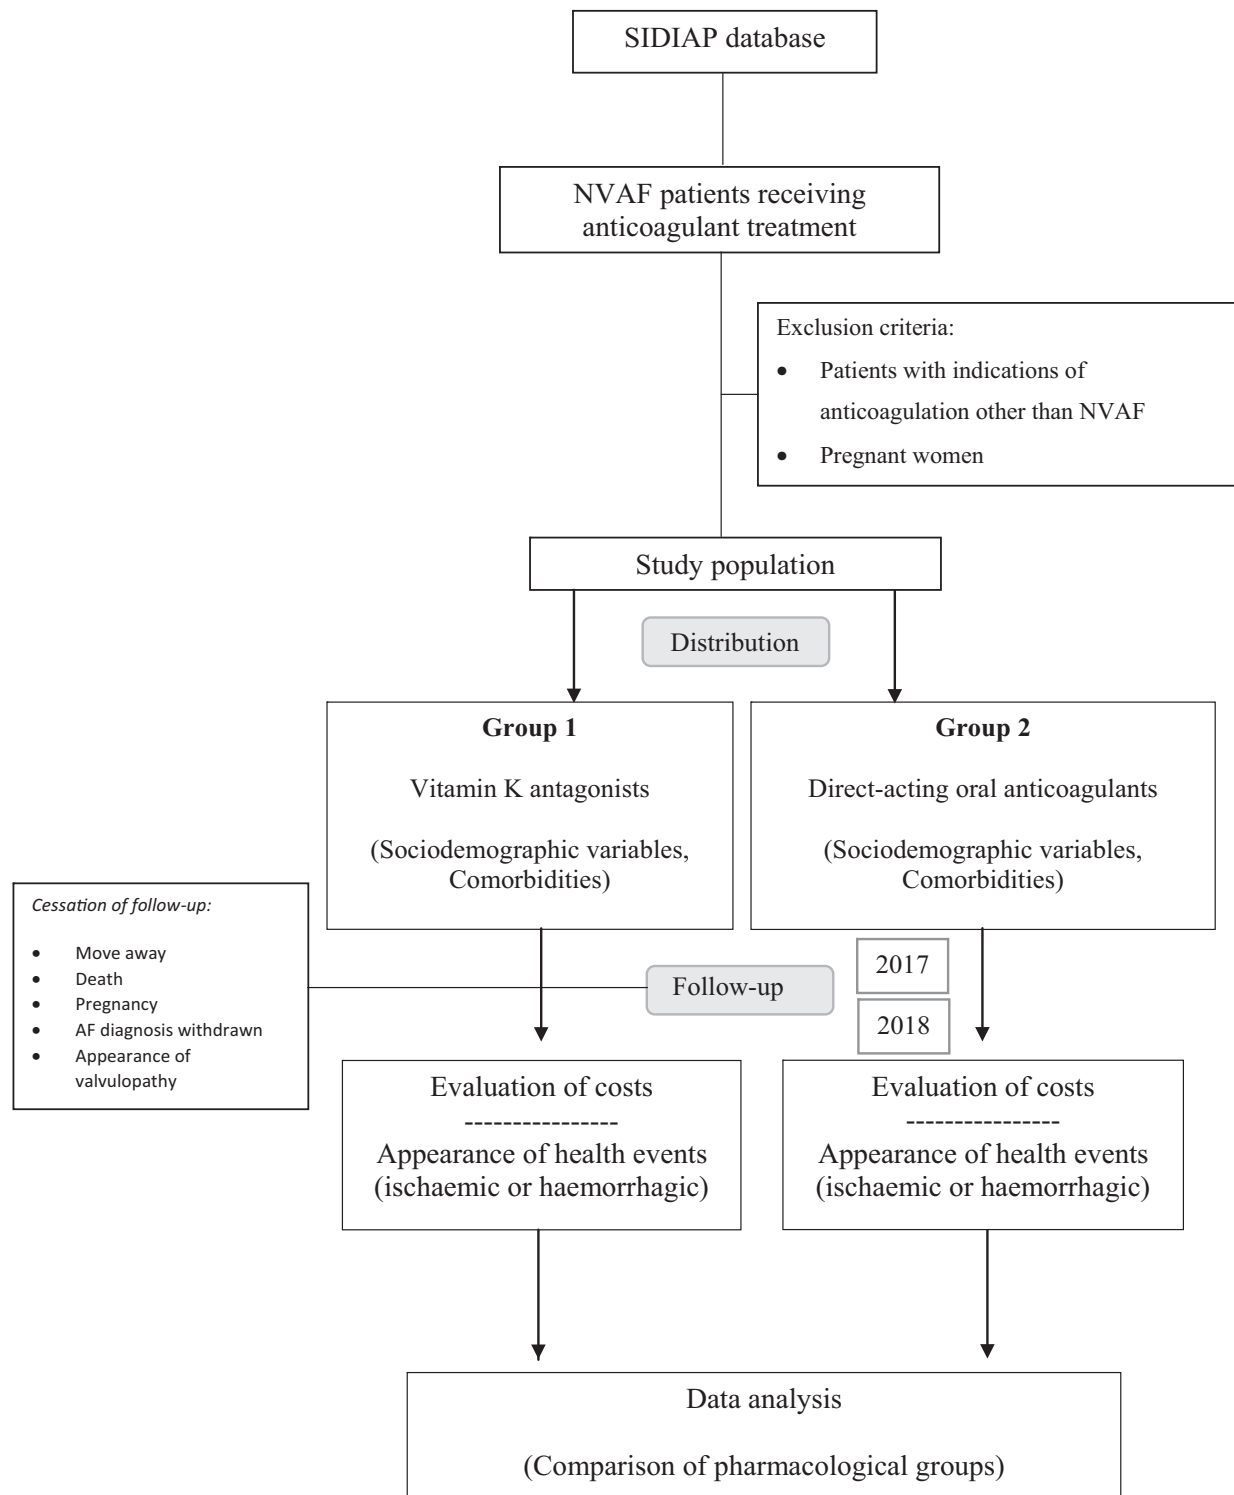 SIDIAP database
NVAF patients receiving
anticoagulant treatment
Exclusion criteria:
• Patients with indications of
anticoagulation other than NVAF
• Pregnant women
Study population
Distribution
Group 1
Vitamin K antagonists
(Sociodemographic variables,
Comorbidities)
Group 2
Direct-acting oral anticoagulants
(Sociodemographic variables,
Comorbidities)
Cessation of follow-up:
• Move away
• Death
• Pregnancy
• AF diagnosis withdrawn
• Appearance of
valvulopathy
Follow-up
2017
2018
Evaluation of costs
----------------
Appearance of health events
(ischaemic or haemorrhagic)
Evaluation of costs
----------------
Appearance of health events
(ischaemic or haemorrhagic)
Data analysis
(Comparison of pharmacological groups)